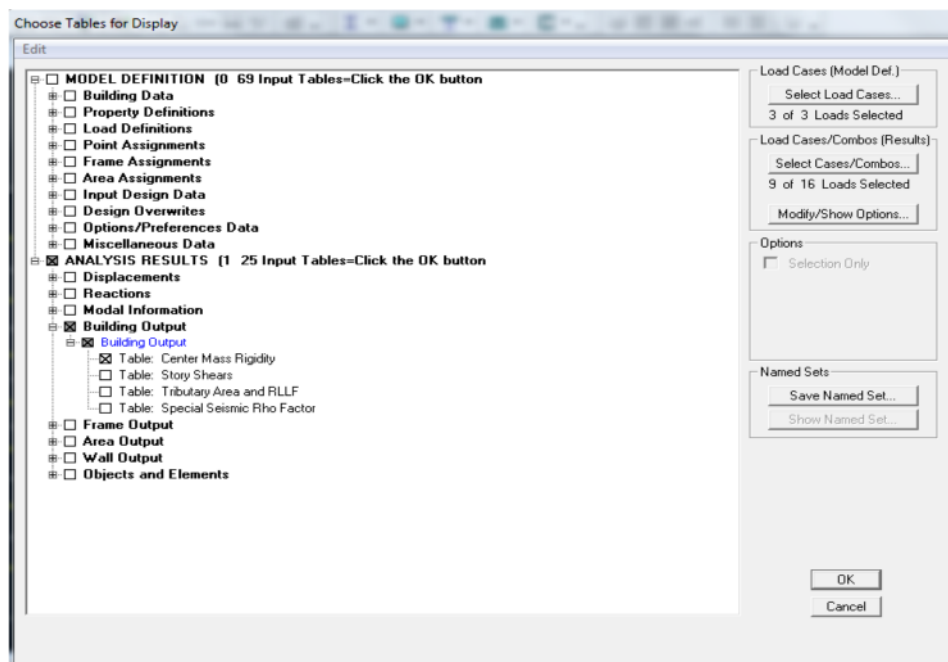 Choose Tables for Display
Edit
MODEL DEFINITION (0 69 Input Tables=Click the OK button
Building Data
Property Definitions
Load Definitions
Point Assignments
Frame Assignments
Area Assignments
Input Design Data
Design Overwrites
Options/Preferences Data
Miscellaneous Data
ANALYSIS RESULTS (1 25 Input Tables=Click the OK button
Displacements
Reactions
Modal Information
Building Output
Building Output
Table: Center Mass Rigidity
Table: Story Shears
Table: Tributary Area and RLLF
Table: Special Seismic Rho Factor
Frame Output
Area Output
Wall Output
Objects and Elements
Load Cases (Model Def.)
Select Load Cases...
3 of 3 Loads Selected
Load Cases/Combos (Results)
Select Cases/Combos...
9 of 16 Loads Selected
Modify/Show Options...
Options
Selection Only
Named Sets
Save Named Set...
Show Named Set...
OK
Cancel